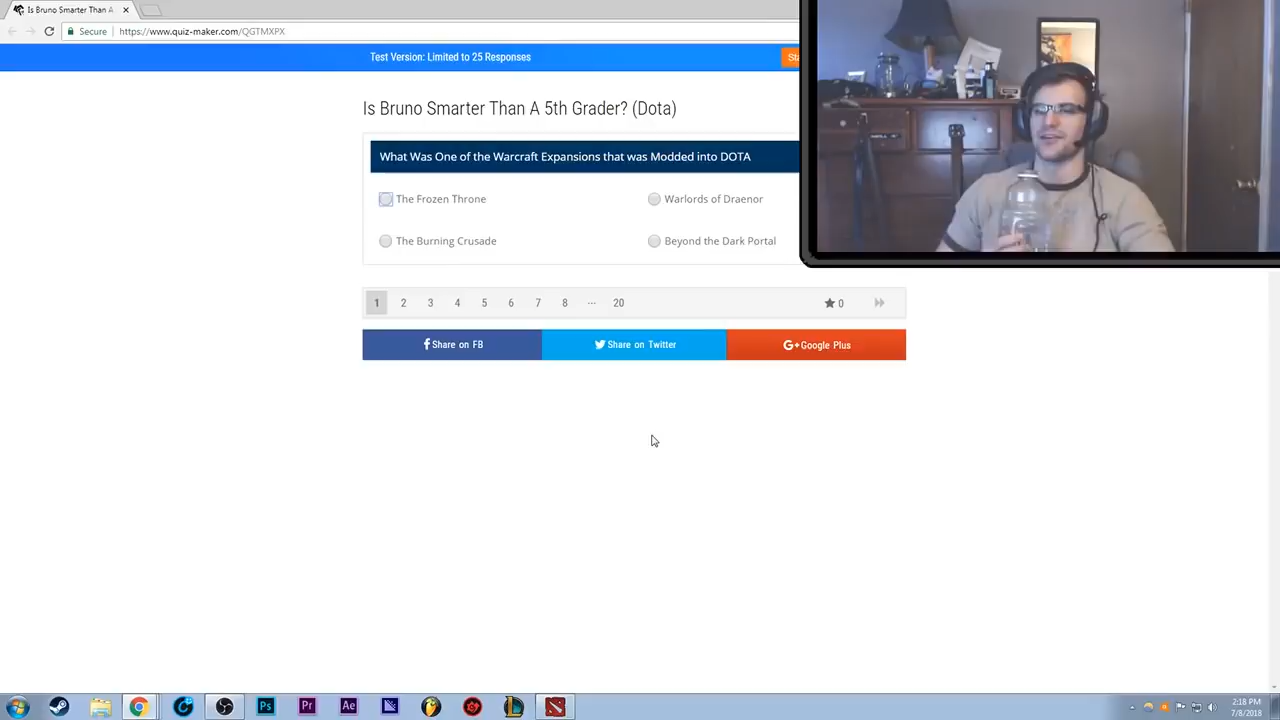 Is Bruno Smarter Than A
Secure
https://www.quiz-maker.com/QGTMXPX
Test Version: Limited to 25 Responses
Is Bruno Smarter Than A 5th Grader? (Dota)
What Was One of the Warcraft Expansions that was Modded into DOTA
The Frozen Throne
Warlords of Draenor
The Burning Crusade
Beyond the Dark Portal
1 2 3 4 5 6 7 8 ... 20 0
Share on FB
Share on Twitter
G+ Google Plus
Ps Pr Ae
2:18 PM
7/8/2018